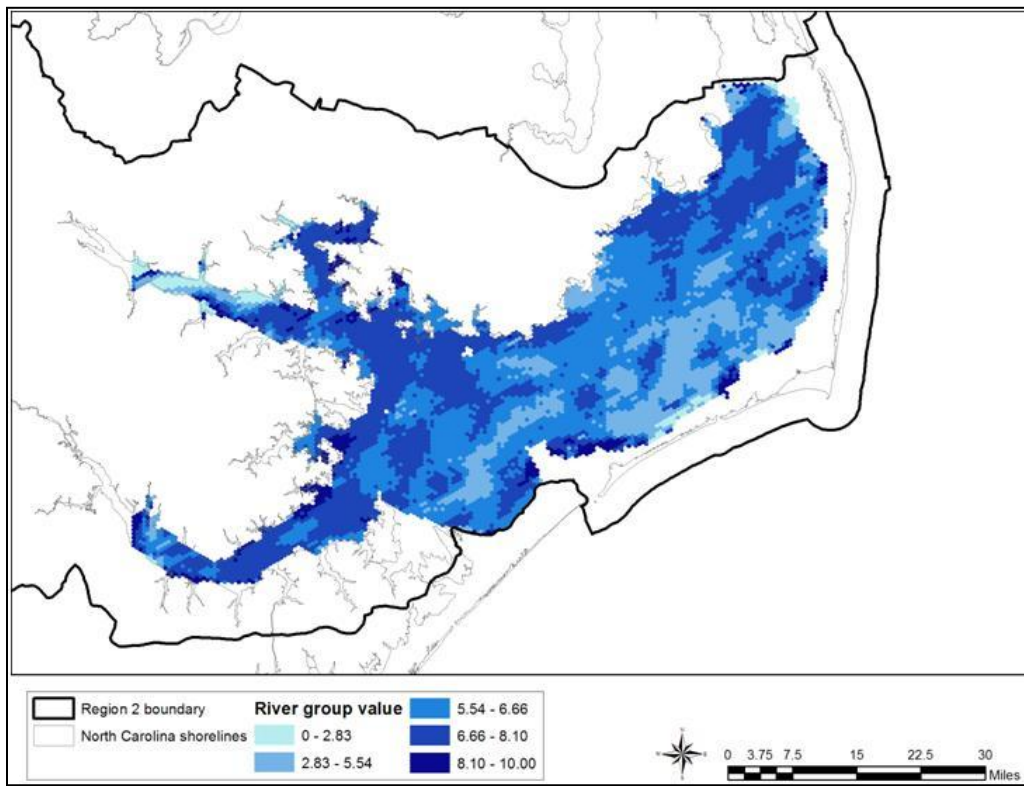 Region 2 boundary
North Carolina shorelines
River group value
0 - 2.83
2.83 - 5.54
5.54 - 6.66
6.66 - 8.10
8.10 - 10.00
0 3.75 7.5 15 22.5 30
Miles